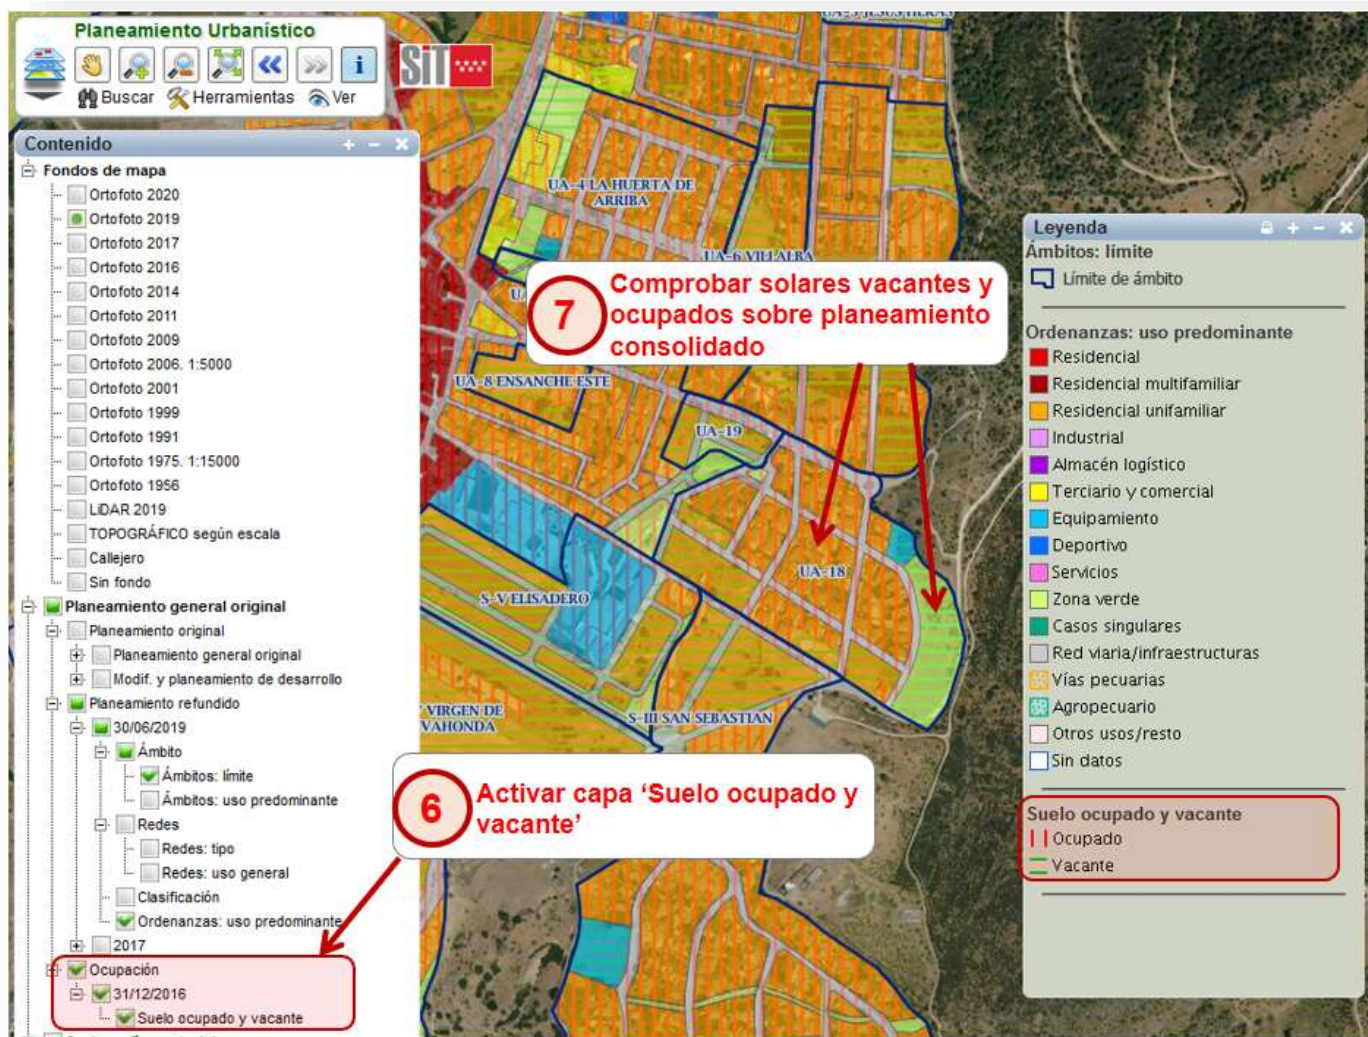 Planeamiento Urbanístico
Buscar Herramientas Ver
SiT
Contenido
Fondos de mapa
Ortofoto 2020
Ortofoto 2019
Ortofoto 2017
Ortofoto 2016
Ortofoto 2014
Ortofoto 2011
Ortofoto 2009
Ortofoto 2006. 1:5000
Ortofoto 2001
Ortofoto 1999
Ortofoto 1991
Ortofoto 1975. 1:15000
Ortofoto 1956
LiDAR 2019
TOPOGRÁFICO según escala
Callejero
Sin fondo
Planeamiento general original
Planeamiento original
Planeamiento general original
Modif. y planeamiento de desarrollo
Planeamiento refundido
30/06/2019
Ámbito
Ámbitos: límite
Ámbitos: uso predominante
Redes
Redes: tipo
Redes: uso general
Clasificación
Ordenanzas: uso predominante
2017
Ocupación
31/12/2016
Suelo ocupado y vacante
UA-5 JESUS HERAS
UA-4 LA HUERTA DE
ARRIBA
UA-6 VILLALBA
7
Comprobar solares vacantes y
ocupados sobre planeamiento
consolidado
UA-8 ENSANCHE ESTE
UA-19
UA-18
S-V ELISADERO
VIRGEN DE
VAHONDA
S-III SAN SEBASTIAN
6
Activar capa ‘Suelo ocupado y
vacante’
Leyenda
Ámbitos: límite
Límite de ámbito
Ordenanzas: uso predominante
Residencial
Residencial multifamiliar
Residencial unifamiliar
Industrial
Almacén logístico
Terciario y comercial
Equipamiento
Deportivo
Servicios
Zona verde
Casos singulares
Red viaria/infraestructuras
Vías pecuarias
Agropecuario
Otros usos/resto
Sin datos
Suelo ocupado y vacante
Ocupado
Vacante